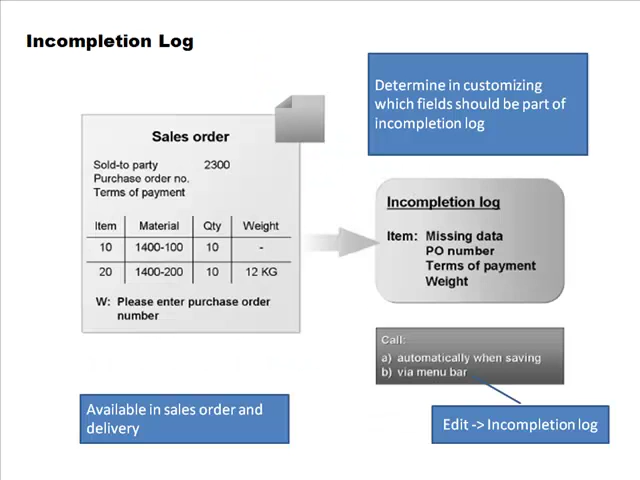 Incompletion Log
Determine in customizing
which fields should be part of
incompletion log
Sales order
Sold-to party 2300
Purchase order no.
Terms of payment
Item Material Qty Weight
10 1400-100 10 -
20 1400-200 10 12 KG
W: Please enter purchase order
number
Incompletion log
Item: Missing data
PO number
Terms of payment
Weight
Call:
a) automatically when saving
b) via menu bar
Available in sales order and
delivery
Edit -> Incompletion log